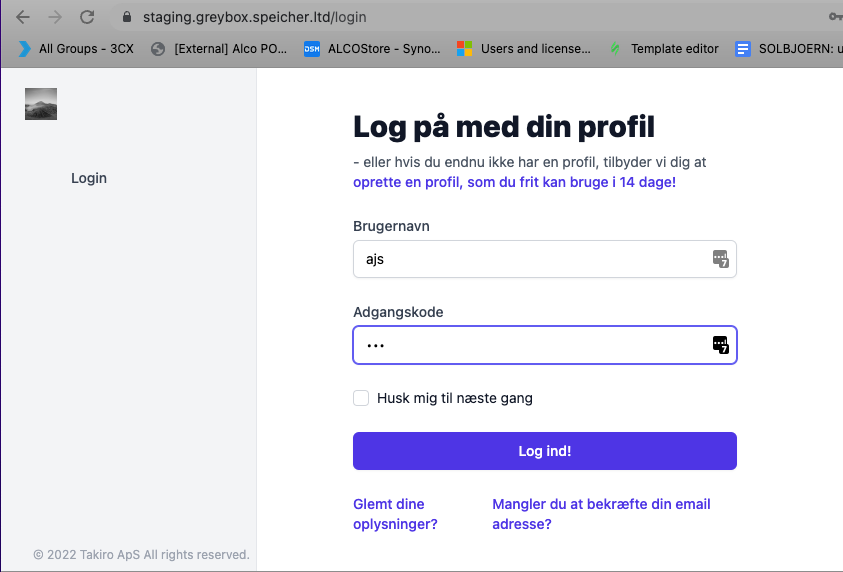 staging.greybox.speicher.ltd/login
All Groups - 3CX
[External] Alco PO...
DSM
ALCOStore - Syno...
Users and license...
Template editor
SOLBJOERN: u
Log på med din profil
- eller hvis du endnu ikke har en profil, tilbyder vi dig at
oprette en profil, som du frit kan bruge i 14 dage!
Login
Brugernavn
ajs
7
Adgangskode
•••
7
Husk mig til næste gang
Log ind!
Glemt dine
oplysninger?
Mangler du at bekræfte din email
adresse?
© 2022 Takiro ApS All rights reserved.